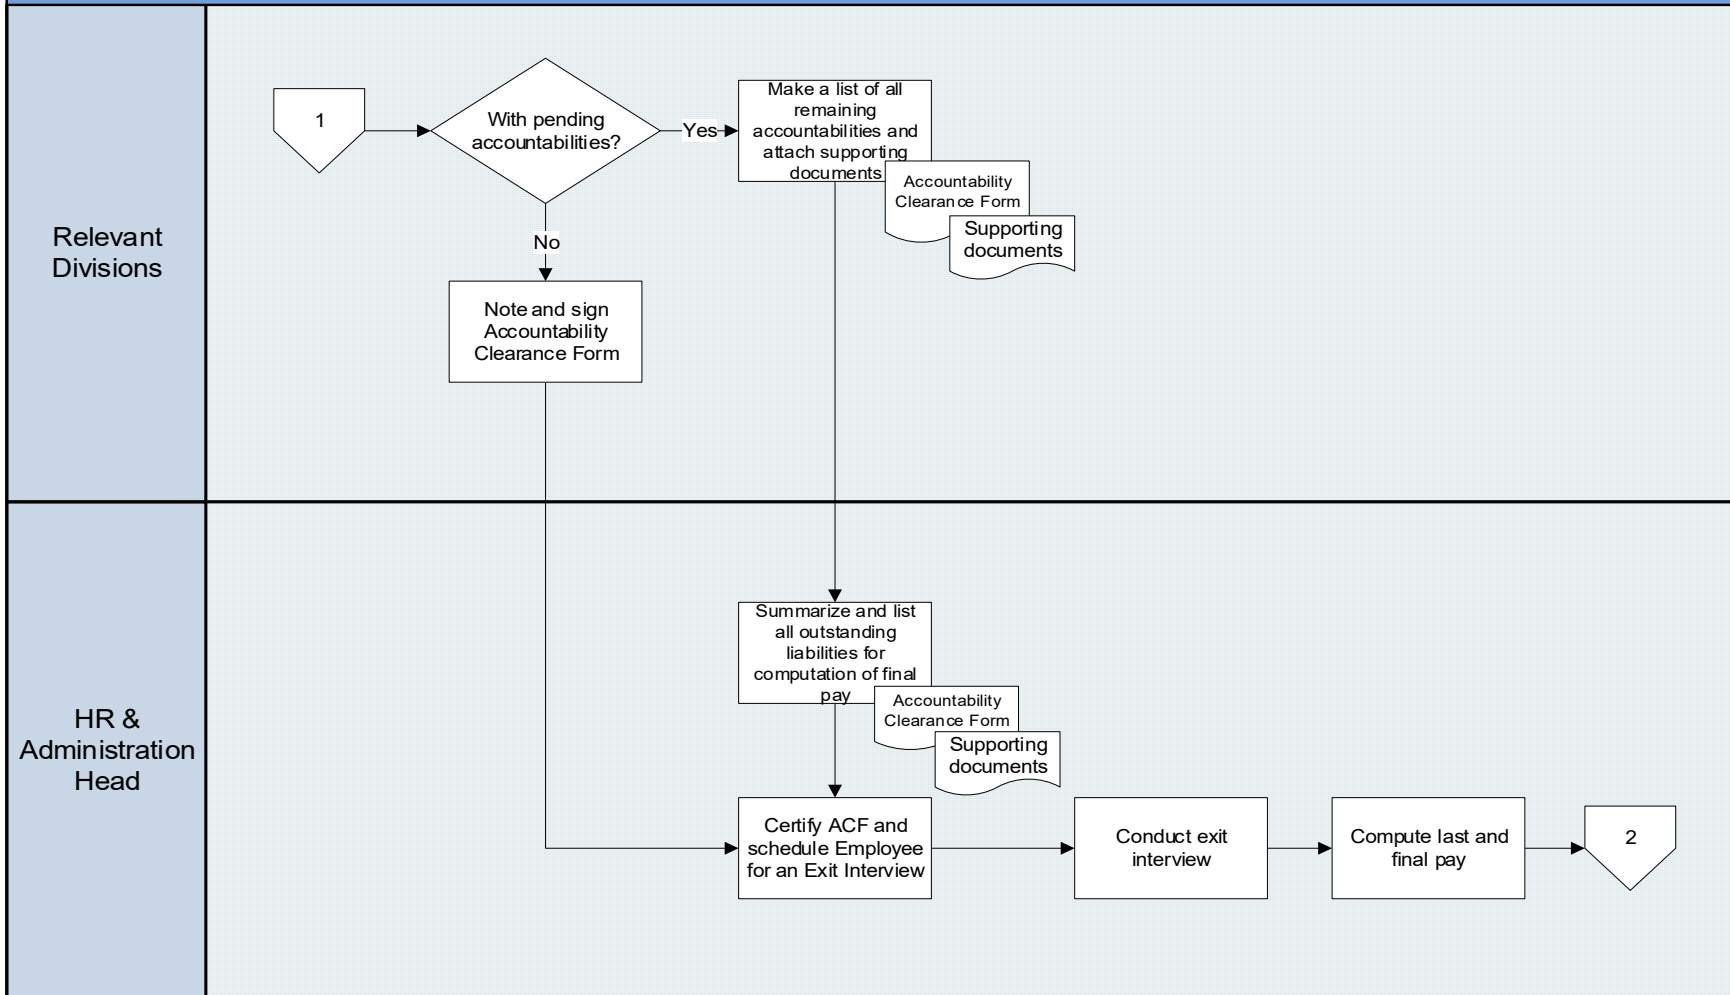 Relevant
Divisions
1
With pending
accountabilities?
Yes
Make a list of all
remaining
accountabilities and
attach supporting
documents
Accountability
Clearance Form
Supporting
documents
No
Note and sign
Accountability
Clearance Form
HR &
Administration
Head
Summarize and list
all outstanding
liabilities for
computation of final
pay
Accountability
Clearance Form
Supporting
documents
Certify ACF and
schedule Employee
for an Exit Interview
Conduct exit
interview
Compute last and
final pay
2